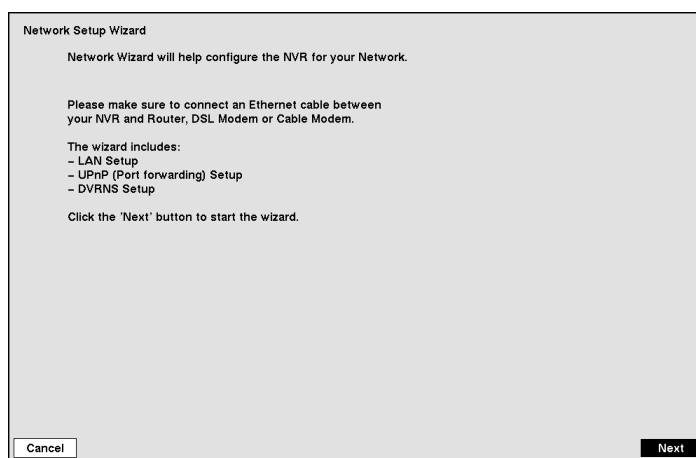 Network Setup Wizard
Network Wizard will help configure the NVR for your Network.
Please make sure to connect an Ethernet cable between
your NVR and Router, DSL Modem or Cable Modem.
The wizard includes:
– LAN Setup
– UPnP (Port forwarding) Setup
– DVRNS Setup
Click the 'Next' button to start the wizard.
Cancel
Next